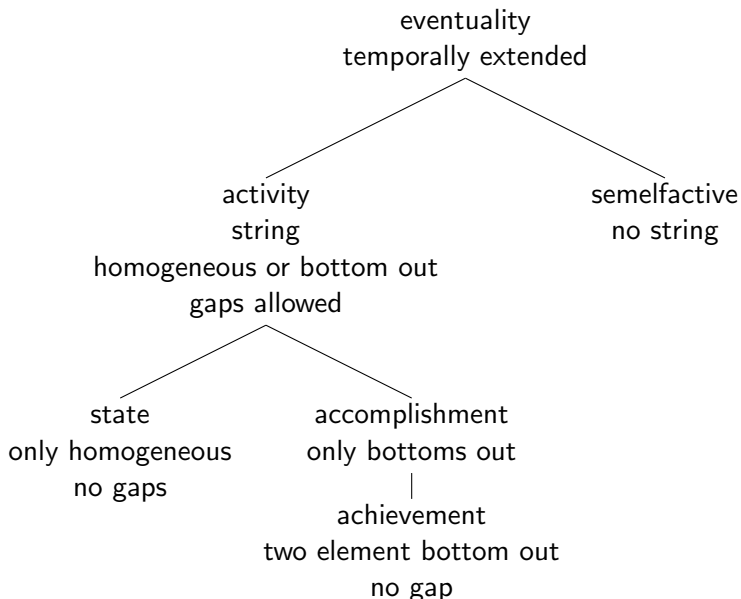 eventuality
temporally extended
activity
string
homogeneous or bottom out
gaps allowed
semelfactive
no string
state
only homogeneous
no gaps
accomplishment
only bottoms out
achievement
two element bottom out
no gap